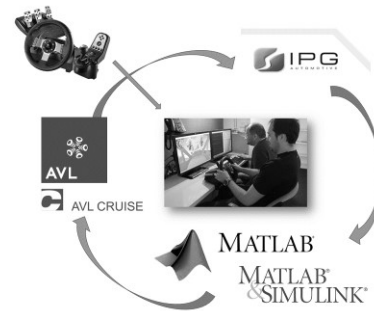 IPG
AUTOMOTIVE
AVL
AVL CRUISE
MATLAB®
MATLAB®
&SIMULINK®